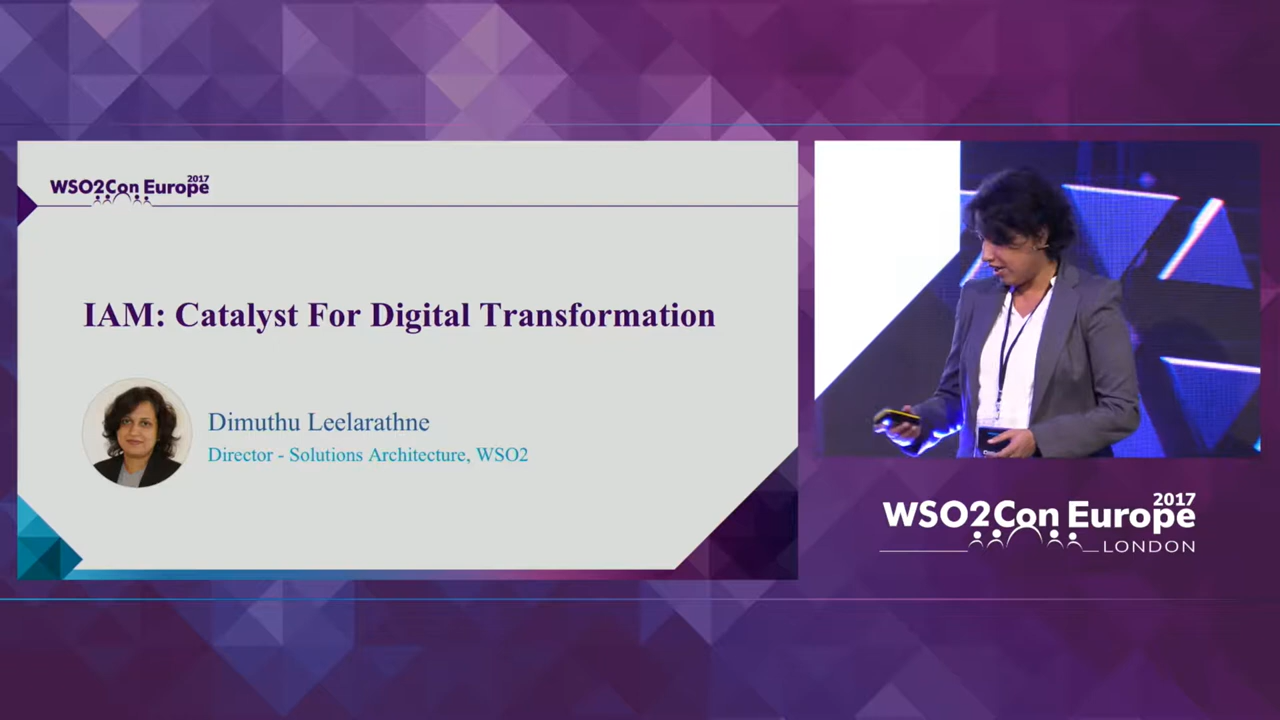 WSO2Con Europe 2017
IAM: Catalyst For Digital Transformation
Dimuthu Leelarathne
Director - Solutions Architecture, WSO2
WSO2Con Europe 2017
LONDON